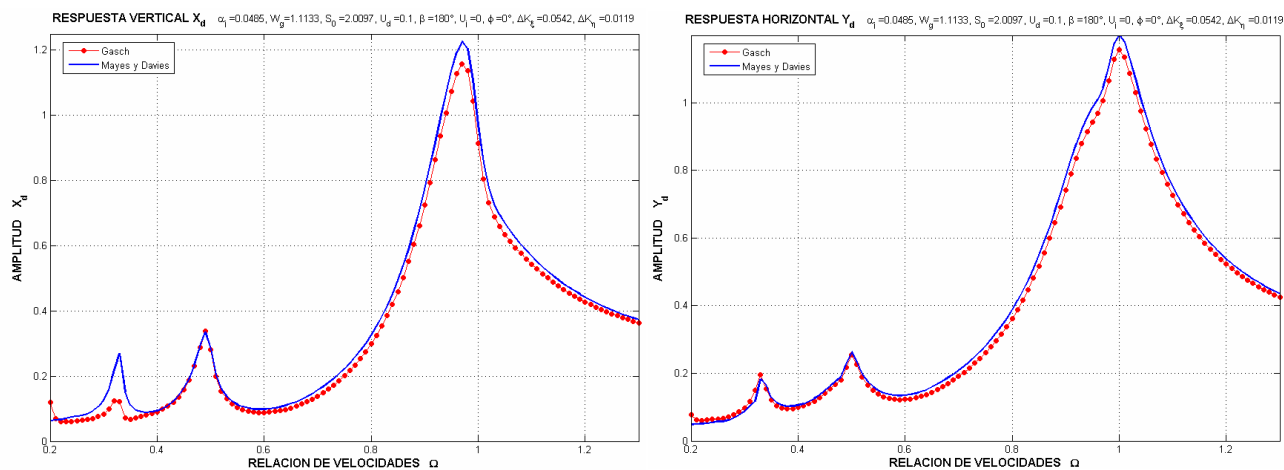 RESPUESTA VERTICAL X_d α_i=0.0485, W_g=1.1133, S_0=2.0097, U_d=0.1, β=180°, U_i=0, ϕ=0°, ΔK_ξ=0.0542, ΔK_η=0.0119
Gasch
Mayes y Davies
1.2
1
0.8
0.6
0.4
0.2
0
AMPLITUD X_d
0.2 0.4 0.6 0.8 1 1.2
RELACION DE VELOCIDADES Ω
RESPUESTA HORIZONTAL Y_d α_i=0.0485, W_g=1.1133, S_0=2.0097, U_d=0.1, β=180°, U_i=0, ϕ=0°, ΔK_ξ=0.0542, ΔK_η=0.0119
Gasch
Mayes y Davies
1
0.8
0.6
0.4
0.2
0
AMPLITUD Y_d
0.2 0.4 0.6 0.8 1 1.2
RELACION DE VELOCIDADES Ω